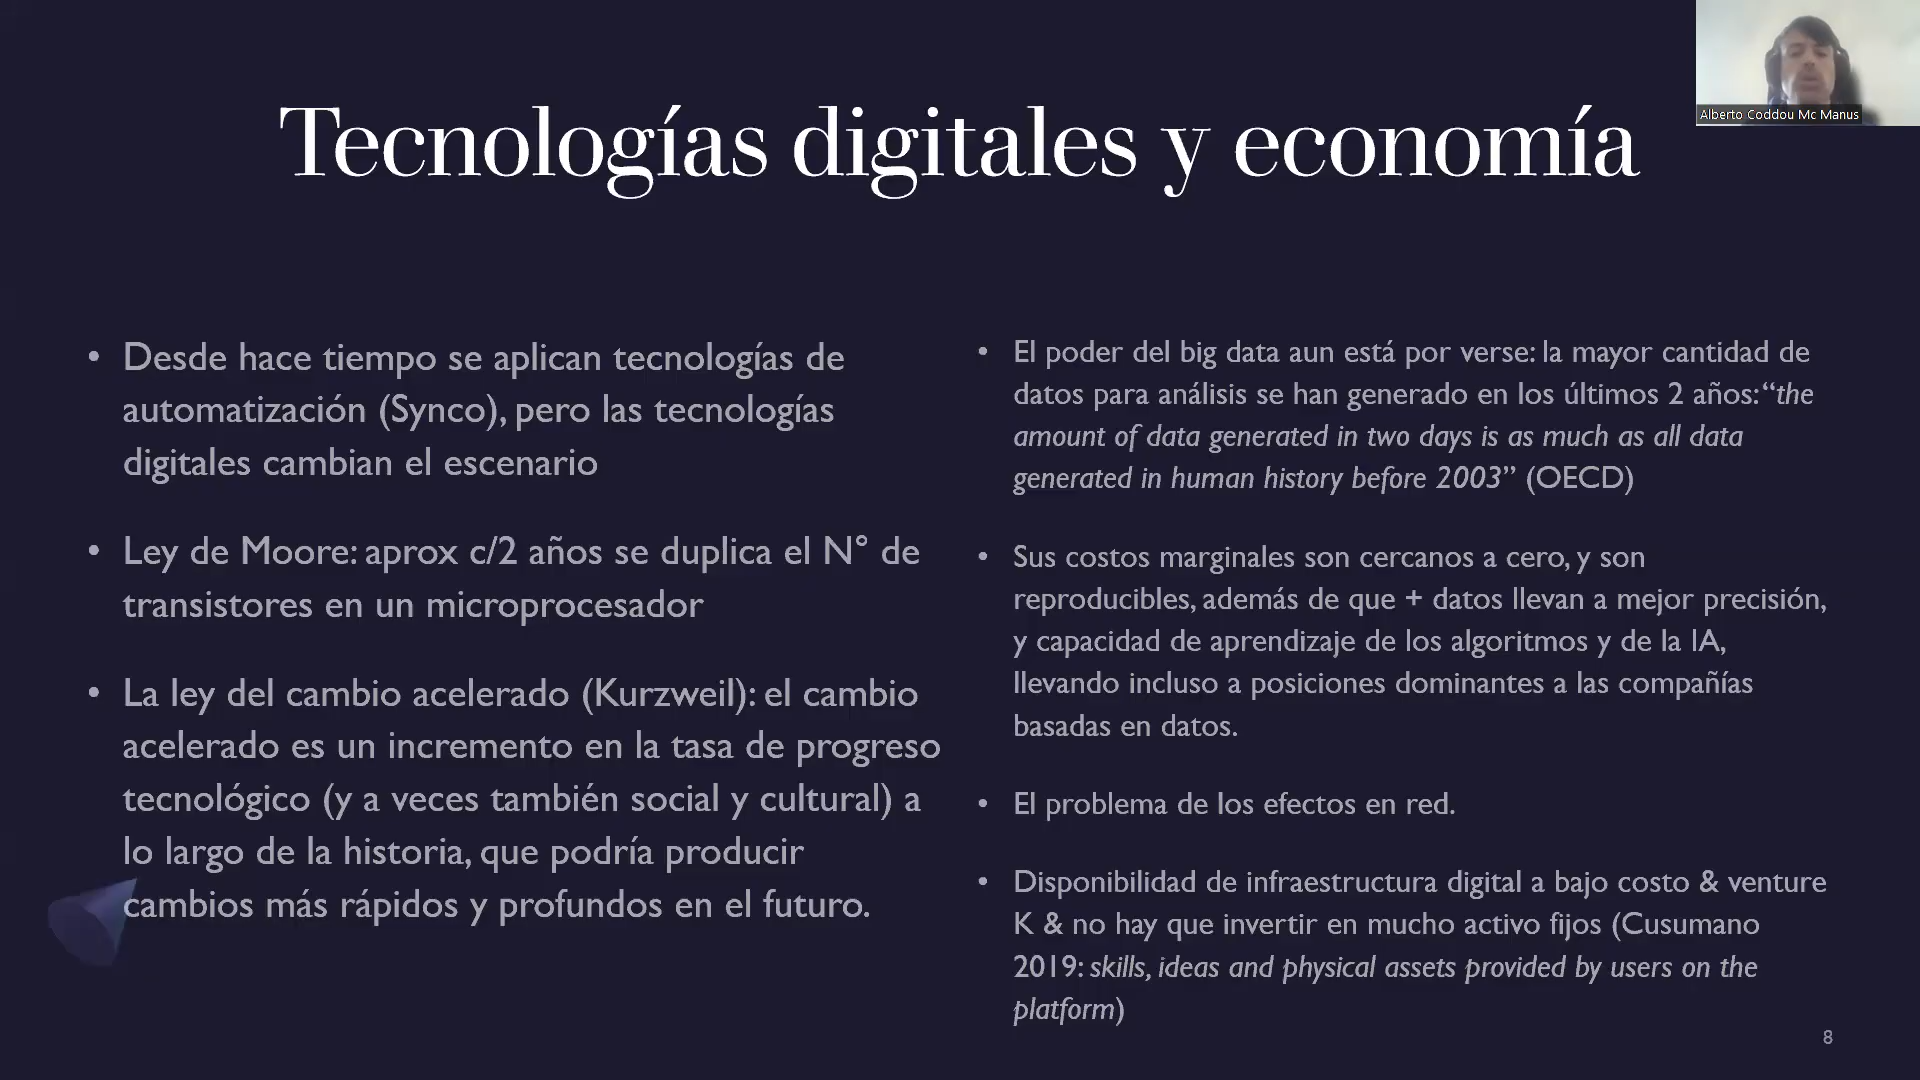 Tecnologías digitales y economía
Alberto Coddou Mc Manus
• Desde hace tiempo se aplican tecnologías de
automatización (Synco), pero las tecnologías
digitales cambian el escenario
• Ley de Moore: aprox c/2 años se duplica el N° de
transistores en un microprocesador
• La ley del cambio acelerado (Kurzweil): el cambio
acelerado es un incremento en la tasa de progreso
tecnológico (y a veces también social y cultural) a
lo largo de la historia, que podría producir
cambios más rápidos y profundos en el futuro.
• El poder del big data aun está por verse: la mayor cantidad de
datos para análisis se han generado en los últimos 2 años: “the
amount of data generated in two days is as much as all data
generated in human history before 2003” (OECD)
• Sus costos marginales son cercanos a cero, y son
reproducibles, además de que + datos llevan a mejor precisión,
y capacidad de aprendizaje de los algoritmos y de la IA,
llevando incluso a posiciones dominantes a las compañías
basadas en datos.
• El problema de los efectos en red.
• Disponibilidad de infraestructura digital a bajo costo & venture
K & no hay que invertir en mucho activo fijos (Cusumano
2019: skills, ideas and physical assets provided by users on the
platform)
8